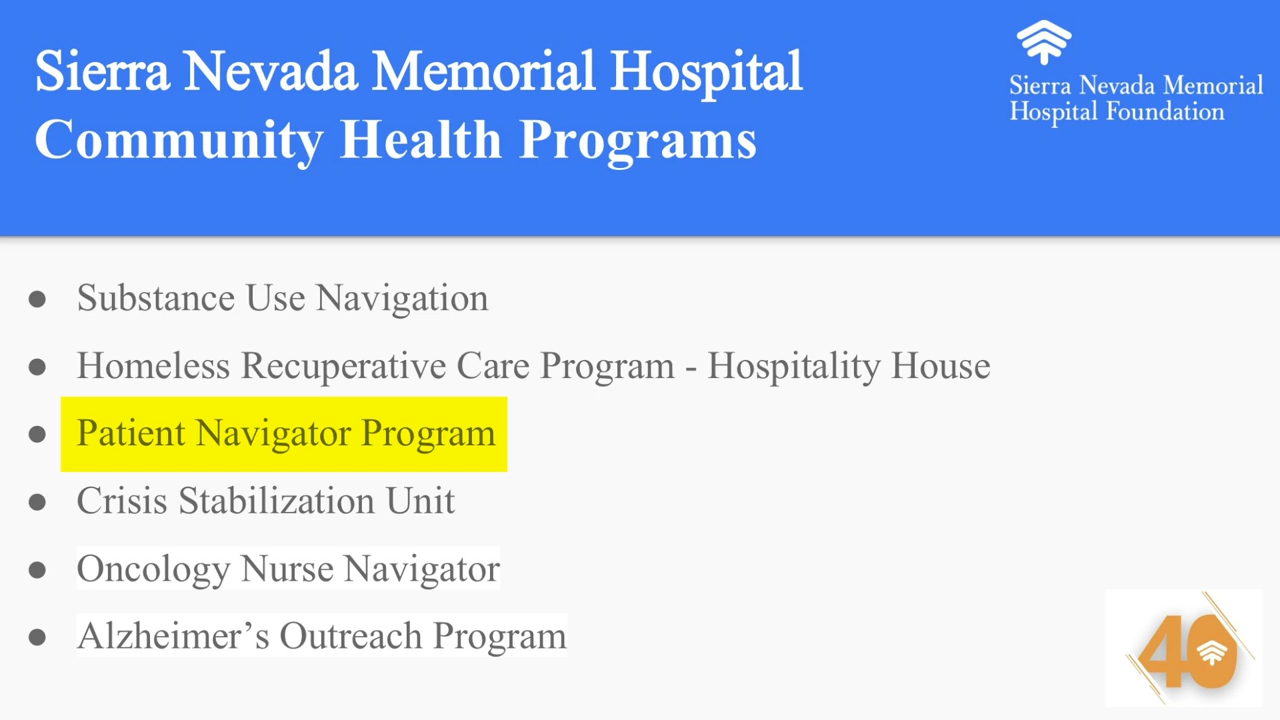 Sierra Nevada Memorial Hospital
Community Health Programs
Sierra Nevada Memorial
Hospital Foundation
● Substance Use Navigation
● Homeless Recuperative Care Program - Hospitality House
● Patient Navigator Program
● Crisis Stabilization Unit
● Oncology Nurse Navigator
● Alzheimer’s Outreach Program
40